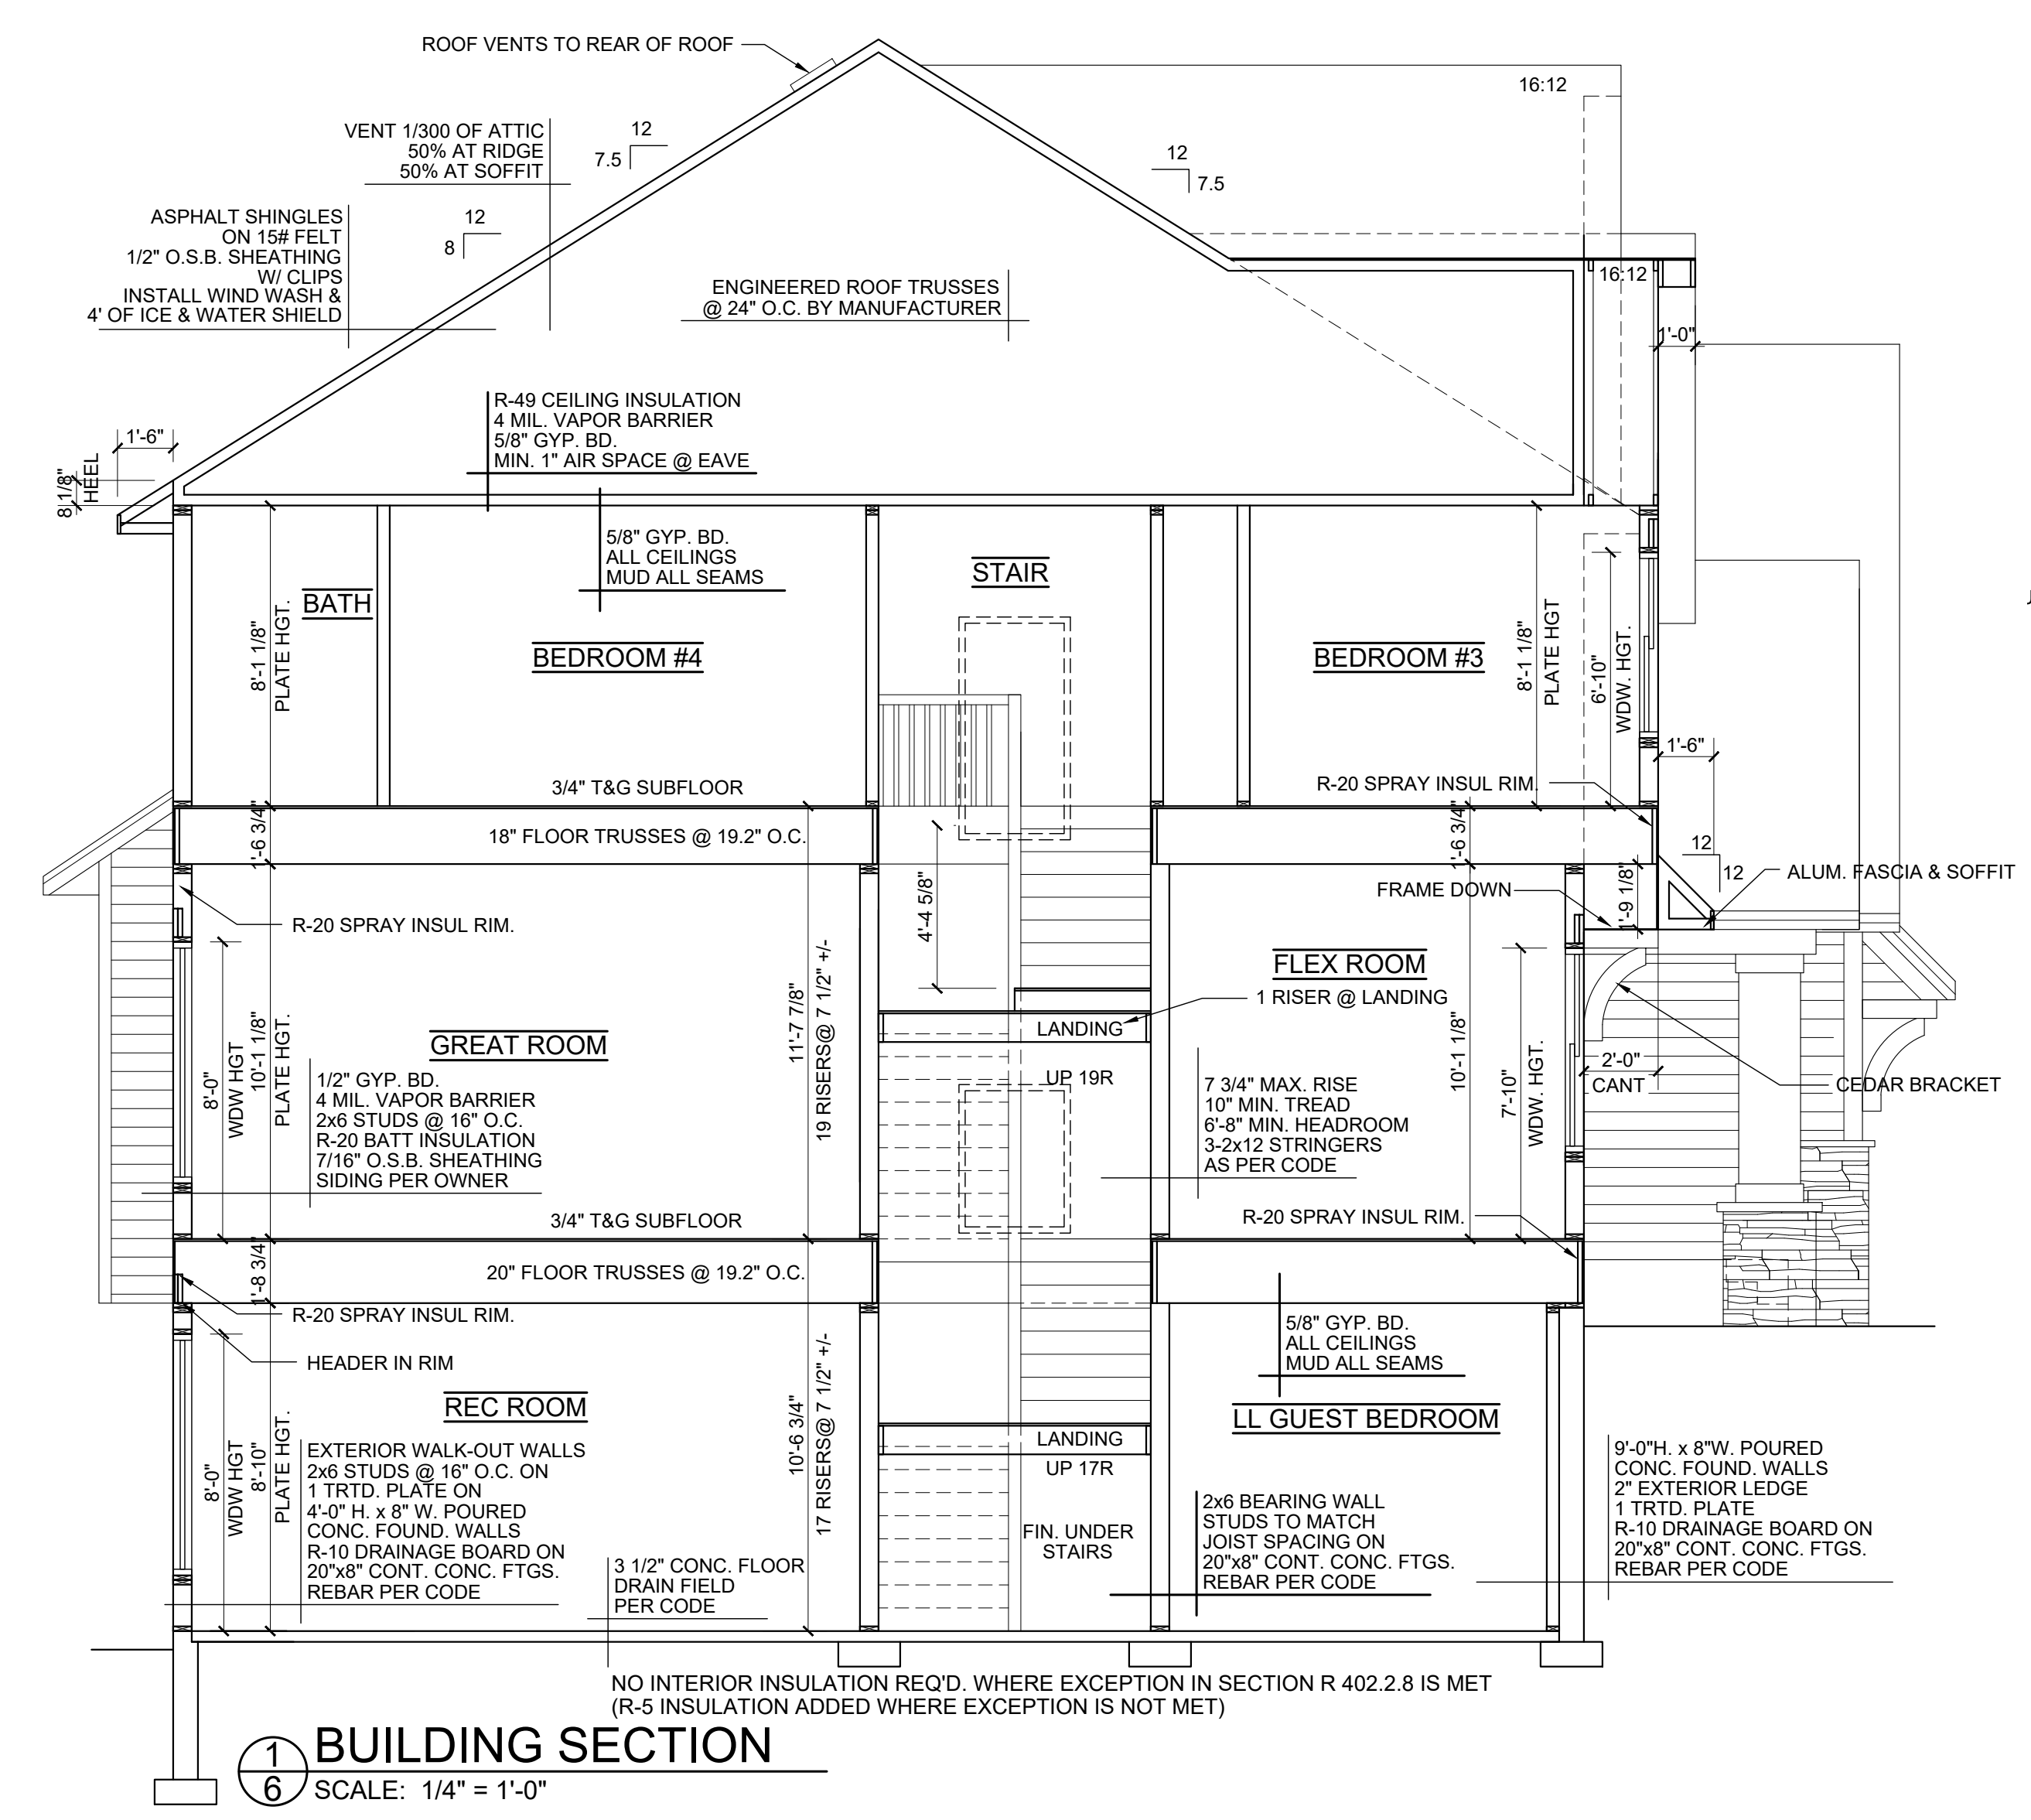 ROOF VENTS TO REAR OF ROOF
16:12
VENT 1/300 OF ATTIC
50% AT RIDGE
50% AT SOFFIT
12
7.5
12
7.5
ASPHALT SHINGLES
ON 15# FELT
1/2" O.S.B. SHEATHING
W/ CLIPS
INSTALL WIND WASH &
4' OF ICE & WATER SHIELD
12
8
ENGINEERED ROOF TRUSSES
@ 24" O.C. BY MANUFACTURER
16:12
1'-0"
R-49 CEILING INSULATION
4 MIL. VAPOR BARRIER
5/8" GYP. BD.
MIN. 1" AIR SPACE @ EAVE
1'-6"
8 1/8"
HEEL
5/8" GYP. BD.
ALL CEILINGS
MUD ALL SEAMS
STAIR
BATH
8'-1 1/8"
PLATE HGT.
BEDROOM #4
BEDROOM #3
8'-1 1/8"
PLATE HGT
6'-10"
WDW. HGT.
1'-6"
3/4" T&G SUBFLOOR
R-20 SPRAY INSUL RIM.
1'-6 3/4"
18" FLOOR TRUSSES @ 19.2" O.C.
1'-6 3/4"
12
12
ALUM. FASCIA & SOFFIT
FRAME DOWN
1'-9 1/8"
R-20 SPRAY INSUL RIM.
4'-4 5/8"
FLEX ROOM
1 RISER @ LANDING
GREAT ROOM
11'-7 7/8"
19 RISERS@ 7 1/2" +/-
LANDING
UP 19R
8'-0"
WDW HGT
10'-1 1/8"
PLATE HGT.
1/2" GYP. BD.
4 MIL. VAPOR BARRIER
2x6 STUDS @ 16" O.C.
R-20 BATT INSULATION
7/16" O.S.B. SHEATHING
SIDING PER OWNER
7 3/4" MAX. RISE
10" MIN. TREAD
6'-8" MIN. HEADROOM
3-2x12 STRINGERS
AS PER CODE
10'-1 1/8"
7'-10"
WDW. HGT.
2'-0"
CANT
CEDAR BRACKET
3/4" T&G SUBFLOOR
R-20 SPRAY INSUL RIM.
1'-8 3/4"
20" FLOOR TRUSSES @ 19.2" O.C.
R-20 SPRAY INSUL RIM.
HEADER IN RIM
5/8" GYP. BD.
ALL CEILINGS
MUD ALL SEAMS
REC ROOM
10'-6 3/4"
17 RISERS@ 7 1/2" +/-
LL GUEST BEDROOM
LANDING
UP 17R
8'-0"
WDW HGT
8'-10"
PLATE HGT.
EXTERIOR WALK-OUT WALLS
2x6 STUDS @ 16" O.C. ON
1 TRTD. PLATE ON
4'-0" H. x 8" W. POURED
CONC. FOUND. WALLS
R-10 DRAINAGE BOARD ON
20"x8" CONT. CONC. FTGS.
REBAR PER CODE
9'-0"H. x 8"W. POURED
CONC. FOUND. WALLS
2" EXTERIOR LEDGE
1 TRTD. PLATE
R-10 DRAINAGE BOARD ON
20"x8" CONT. CONC. FTGS.
REBAR PER CODE
2x6 BEARING WALL
STUDS TO MATCH
JOIST SPACING ON
20"x8" CONT. CONC. FTGS.
REBAR PER CODE
FIN. UNDER
STAIRS
3 1/2" CONC. FLOOR
DRAIN FIELD
PER CODE
NO INTERIOR INSULATION REQ'D. WHERE EXCEPTION IN SECTION R 402.2.8 IS MET
(R-5 INSULATION ADDED WHERE EXCEPTION IS NOT MET)
1
6
BUILDING SECTION
SCALE: 1/4" = 1'-0"